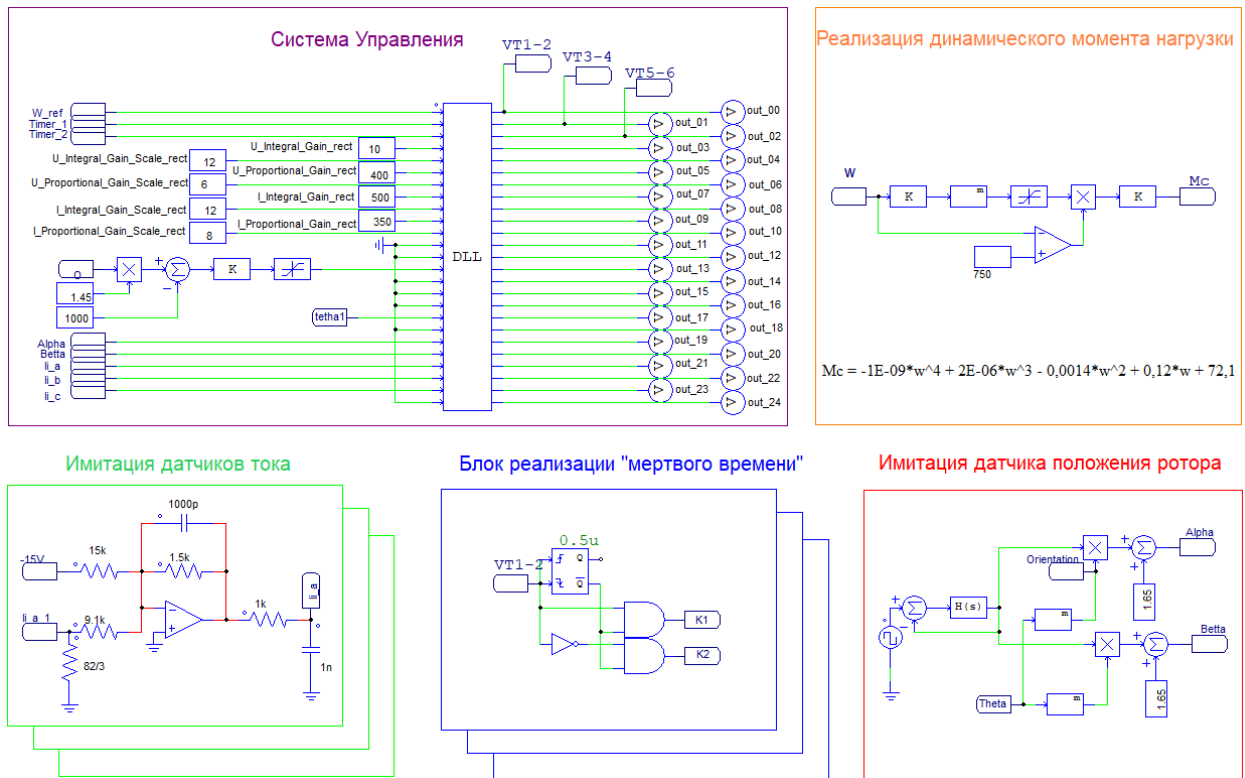 Система Управления
VT1-2
VT3-4
VT5-6
W_ref
Timer_1
Timer_2
U_Integral_Gain_rect
10
U_Integral_Gain_Scale_rect
12
U_Proportional_Gain_rect
400
U_Proportional_Gain_Scale_rect
6
I_Integral_Gain_rect
500
I_Integral_Gain_Scale_rect
12
I_Proportional_Gain_rect
350
I_Proportional_Gain_Scale_rect
8
DLL
K
1.45
1000
tetha1
Alpha
Betta
Ii_a
Ii_b
Ii_c
out_00
out_01
out_02
out_03
out_04
out_05
out_06
out_07
out_08
out_09
out_10
out_11
out_12
out_13
out_14
out_15
out_16
out_17
out_18
out_19
out_20
out_21
out_22
out_23
out_24
Реализация динамического момента нагрузки
W
K
m
K
Mc
750
Mc = -1E-09*w^4 + 2E-06*w^3 - 0,0014*w^2 + 0,12*w + 72,1
Имитация датчиков тока
1000p
-15V
15k
1.5k
Ii_a_1
9.1k
1k
Ii_a
82/3
1n
Блок реализации "мертвого времени"
0.5u
VT1-2
Q
Q
K1
K2
Имитация датчика положения ротора
Alpha
Orientation
1.65
H(s)
m
Betta
Theta
m
1.65